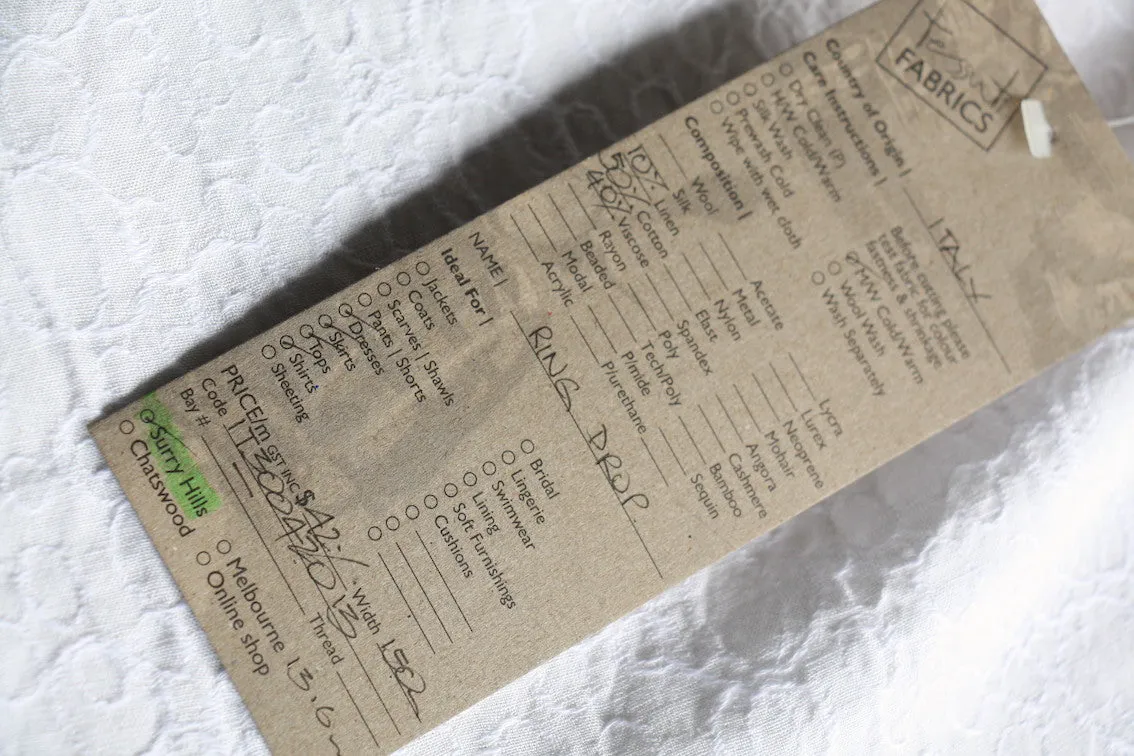 Tessuti
FABRICS
Country of Origin | ITALY
Care Instructions |
Before cutting please
test fabric for colour
fastness & shrinkage
Dry Clean (P)
H/W Cold/Warm
Silk Wash
Prewash Cold
Wipe with wet cloth
M/W Cold/Warm
Wool Wash
Wash Separately
Composition |
Wool Acetate Lycra
Silk Metal Lurex
10% Linen Nylon Neoprene
50% Cotton Elast Mohair
40% Viscose Spandex Angora
Rayon Poly Cashmere
Beaded Tech/Poly Bamboo
Modal P/mide Sequin
Acrylic P/urethane
NAME | RING DROP.
Ideal For |
Jackets Bridal
Coats Lingerie
Scarves | Shawls Swimwear
Pants | Shorts Lining
Dresses Soft Furnishings
Skirts Cushions
Tops
Shirts
Sheeting
PRICE/m GST INC $42./. Width
Code |
Bay # Thread
Surry Hills Melbourne
Chatswood Online shop